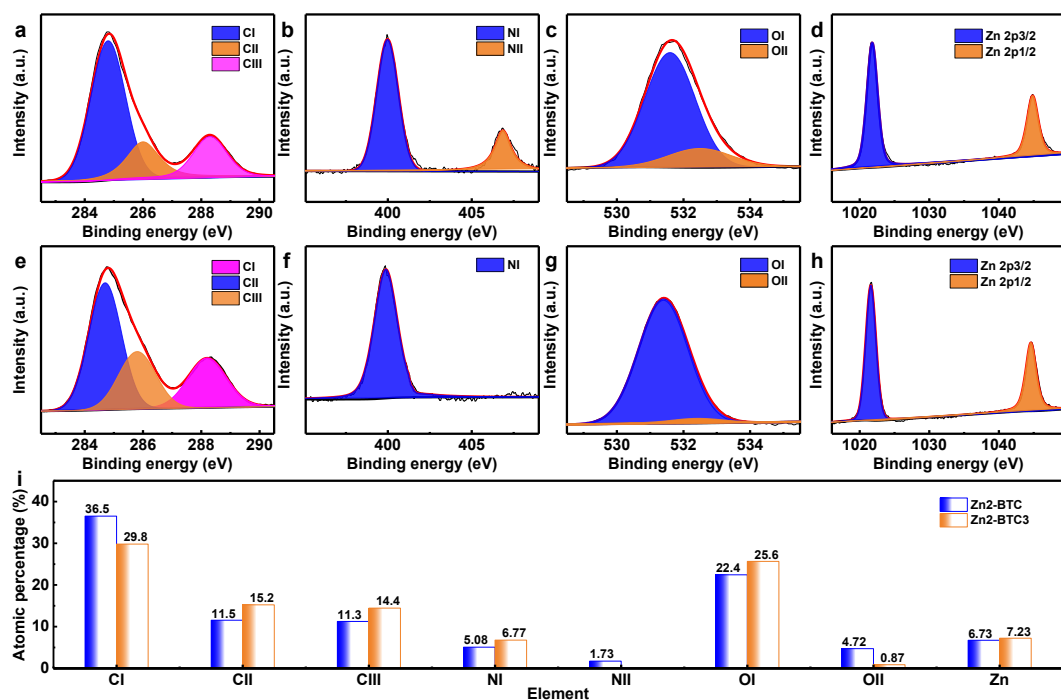 a
CI
CII
CIII
Intensity (a.u.)
284 286 288 290
Binding energy (eV)
b
NI
NII
Intensity (a.u.)
400 405
Binding energy (eV)
c
OI
OII
Intensity (a.u.)
530 532 534
Binding energy (eV)
d
Zn 2p3/2
Zn 2p1/2
Intensity (a.u.)
1020 1030 1040
Binding energy (eV)
e
CI
CII
CIII
Intensity (a.u.)
284 286 288 290
Binding energy (eV)
f
NI
Intensity (a.u.)
400 405
Binding energy (eV)
g
OI
OII
Intensity (a.u.)
530 532 534
Binding energy (eV)
h
Zn 2p3/2
Zn 2p1/2
Intensity (a.u.)
1020 1030 1040
Binding energy (eV)
i
Zn2-BTC
Zn2-BTC3
Atomic percentage (%)
40
30
20
10
0
36.5 29.8
11.5 15.2
11.3 14.4
5.08 6.77
1.73
22.4 25.6
4.72 0.87
6.73 7.23
CI CII CIII NI NII OI OII Zn
Element